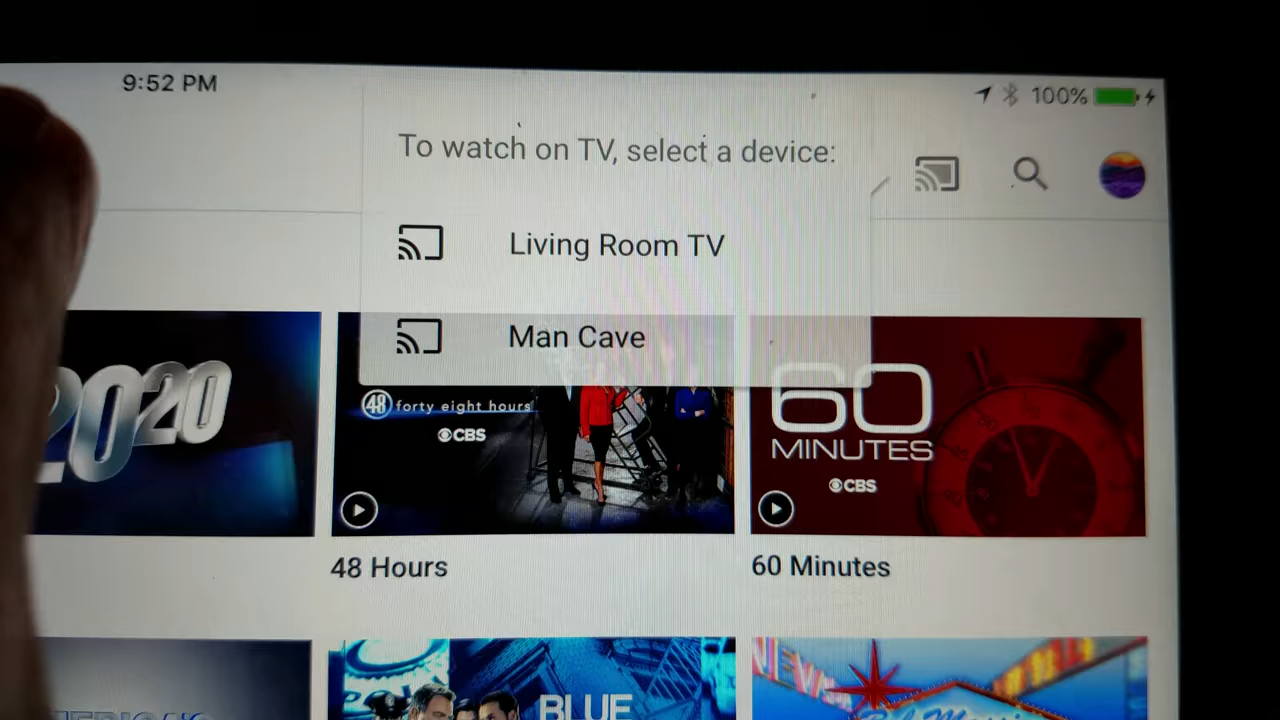 9:52 PM
100%
To watch on TV, select a device:
Living Room TV
Man Cave
2020
48 forty eight hours
CBS
60
MINUTES
CBS
48 Hours
60 Minutes
BLUE